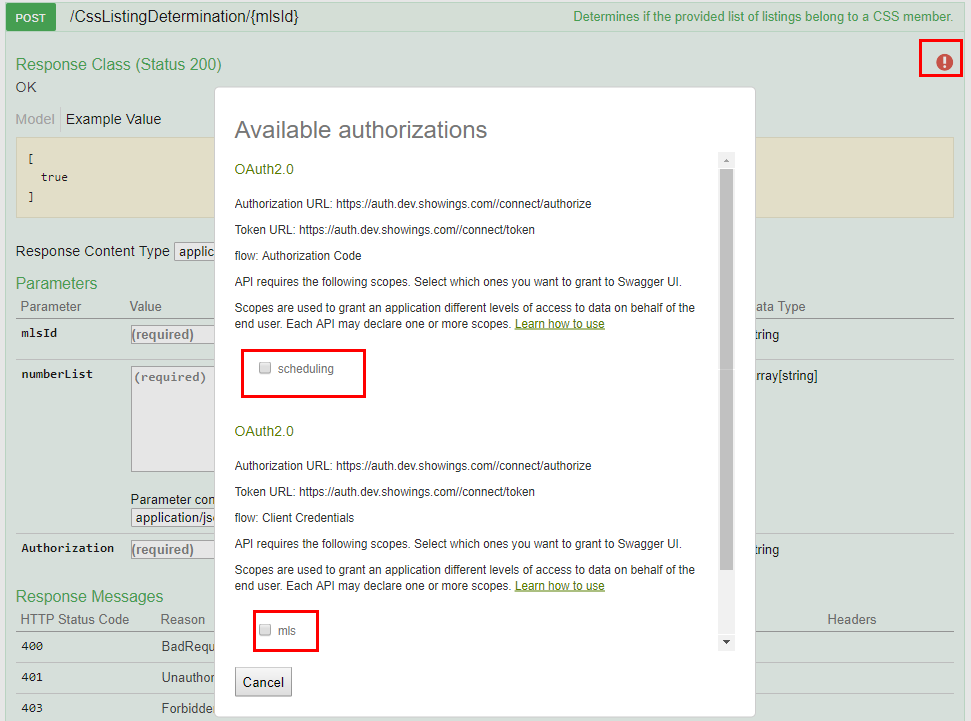 POST /CssListingDetermination/{mlsId} Determines if the provided list of listings belong to a CSS member.
Response Class (Status 200)
OK
Model Example Value
[
true
]
Response Content Type
Parameters
Parameter Value
mlsId (required)
numberList (required)
Parameter
application/
Authorization (required)
Response Messages
HTTP Status Code Reason Headers
400 BadRequ
401 Unauthor
403 Forbidde
ata Type
tring
rray[string]
tring
Available authorizations
OAuth2.0
Authorization URL: https://auth.dev.showings.com//connect/authorize
Token URL: https://auth.dev.showings.com//connect/token
flow: Authorization Code
API requires the following scopes. Select which ones you want to grant to Swagger UI.
Scopes are used to grant an application different levels of access to data on behalf of the
end user. Each API may declare one or more scopes. Learn how to use
scheduling
OAuth2.0
Authorization URL: https://auth.dev.showings.com//connect/authorize
Token URL: https://auth.dev.showings.com//connect/token
flow: Client Credentials
API requires the following scopes. Select which ones you want to grant to Swagger UI.
Scopes are used to grant an application different levels of access to data on behalf of the
end user. Each API may declare one or more scopes. Learn how to use
mls
Cancel